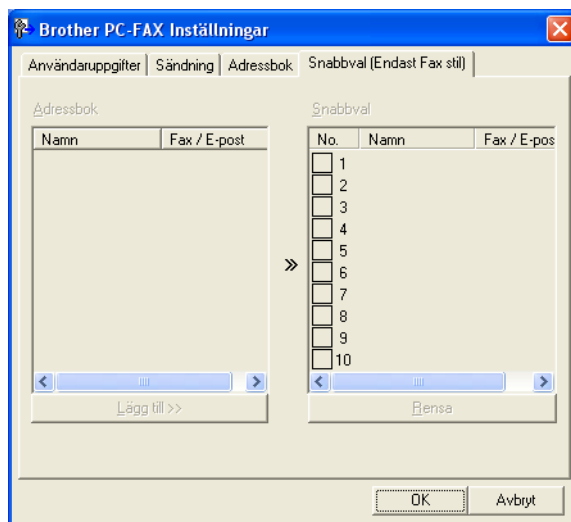 Brother PC-FAX Inställningar
Användaruppgifter Sändning Adressbok Snabbval (Endast Fax stil)
Adressbok Snabbval
Namn Fax / E-post No. Namn Fax / E-pos
1
2
3
4
5
6
7
8
9
10
»
Lägg till >> Rensa
OK Avbryt